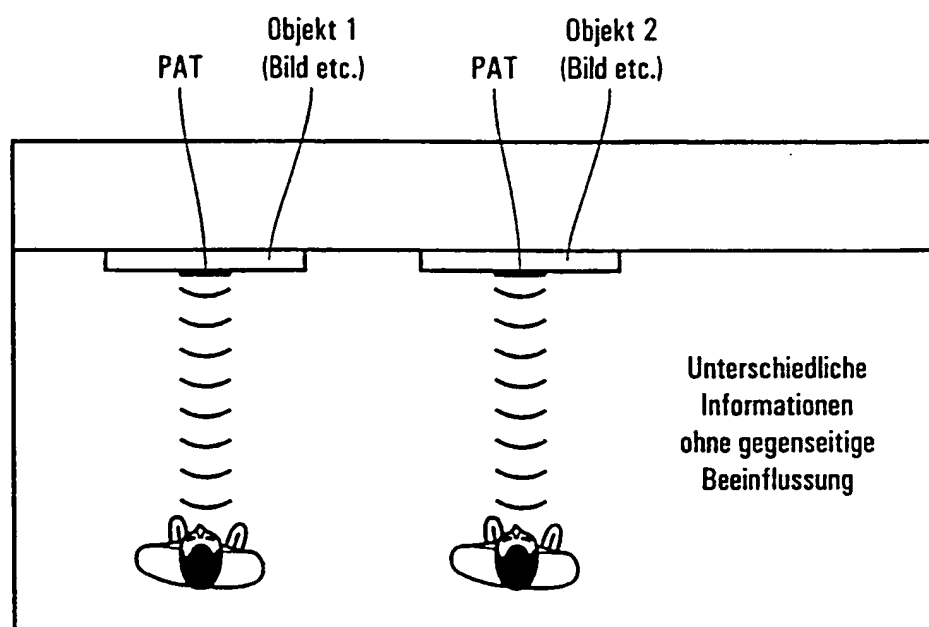 PAT
Objekt 1
(Bild etc.)
PAT
Objekt 2
(Bild etc.)
Unterschiedliche
Informationen
ohne gegenseitige
Beeinflussung